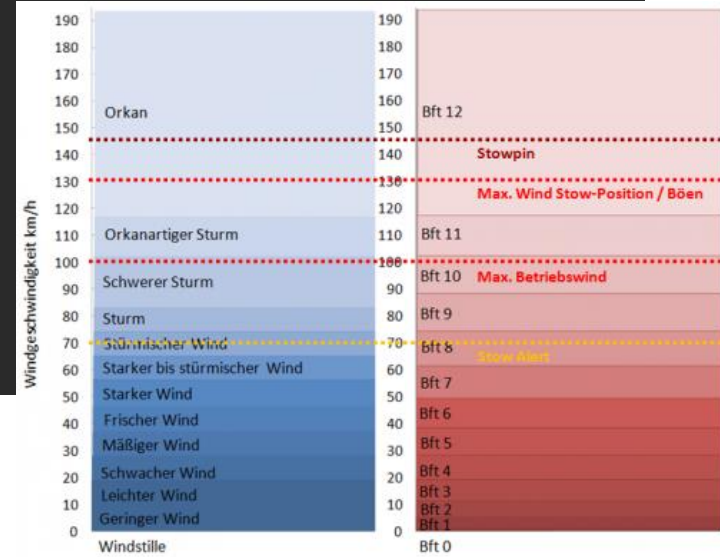 Windgeschwindigkeit km/h
190
180
170
160
150
140
130
120
110
100
90
80
70
60
50
40
30
20
10
0
Orkan
Orkanartiger Sturm
Schwerer Sturm
Sturm
Stürmischer Wind
Starker bis stürmischer Wind
Starker Wind
Frischer Wind
Mäßiger Wind
Schwacher Wind
Leichter Wind
Geringer Wind
Windstille
190
180
170
160
150
140
130
120
110
100
90
80
70
60
50
40
30
20
10
0
Bft 12
Stowpin
Max. Wind Stow-Position / Böen
Bft 11
Bft 10 Max. Betriebswind
Bft 9
Bft 8
Stow Alert
Bft 7
Bft 6
Bft 5
Bft 4
Bft 3
Bft 2
Bft 1
Bft 0